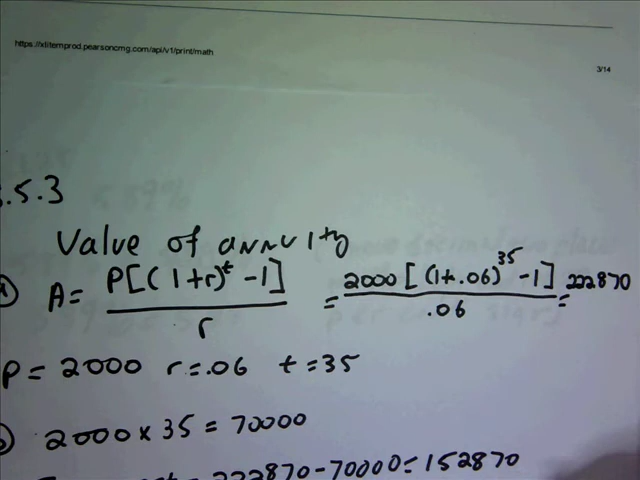 https://xlitemprod.pearsoncmg.com/api/v1/print/math
3/14
.5.3
Value of annuity
A = P[(1+r)^t - 1] / r = 2000 [(1+.06)^35 - 1] / .06 = 222870
P = 2000 r = .06 t = 35
2000 x 35 = 70000
= 222870 - 70000 = 152870